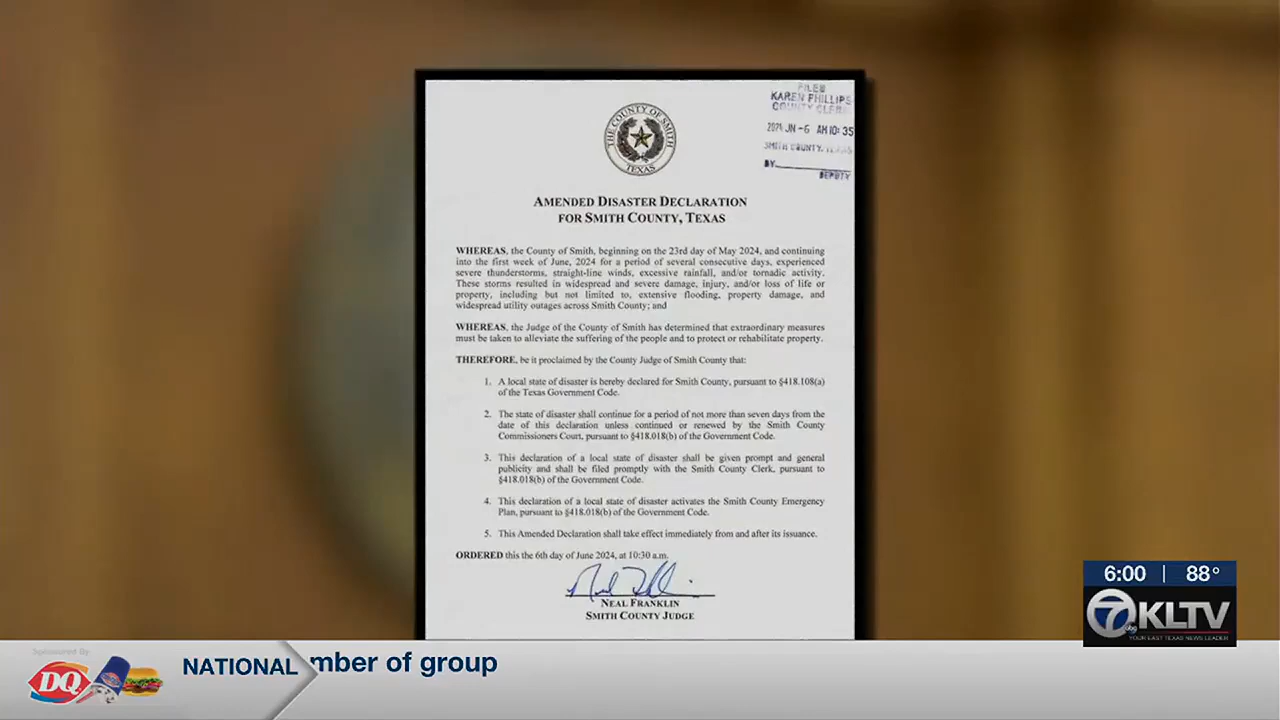 THE COUNTY OF SMITH
TEXAS
FILED
KAREN PHILLIPS
COUNTY CLERK
2024 JUN -6 AM 10:35
SMITH COUNTY, TEXAS
BY
DEPUTY
AMENDED DISASTER DECLARATION
FOR SMITH COUNTY, TEXAS
WHEREAS, the County of Smith, beginning on the 23rd day of May 2024, and continuing
into the first week of June, 2024 for a period of several consecutive days, experienced
severe thunderstorms, straight-line winds, excessive rainfall, and/or tornadic activity.
These storms resulted in widespread and severe damage, injury, and/or loss of life or
property, including but not limited to, extensive flooding, property damage, and
widespread utility outages across Smith County; and
WHEREAS, the Judge of the County of Smith has determined that extraordinary measures
must be taken to alleviate the suffering of the people and to protect or rehabilitate property.
THEREFORE, be it proclaimed by the County Judge of Smith County that:
1. A local state of disaster is hereby declared for Smith County, pursuant to §418.108(a)
of the Texas Government Code.
2. The state of disaster shall continue for a period of not more than seven days from the
date of this declaration unless continued or renewed by the Smith County
Commissioners Court, pursuant to §418.018(b) of the Government Code.
3. This declaration of a local state of disaster shall be given prompt and general
publicity and shall be filed promptly with the Smith County Clerk, pursuant to
§418.018(b) of the Government Code.
4. This declaration of a local state of disaster activates the Smith County Emergency
Plan, pursuant to §418.018(b) of the Government Code.
5. This Amended Declaration shall take effect immediately from and after its issuance.
ORDERED this the 6th day of June 2024, at 10:30 a.m.
NEAL FRANKLIN
SMITH COUNTY JUDGE
6:00 | 88°
7 abc KLTV
YOUR EAST TEXAS NEWS LEADER
Sponsored By:
DQ
NATIONAL mber of group